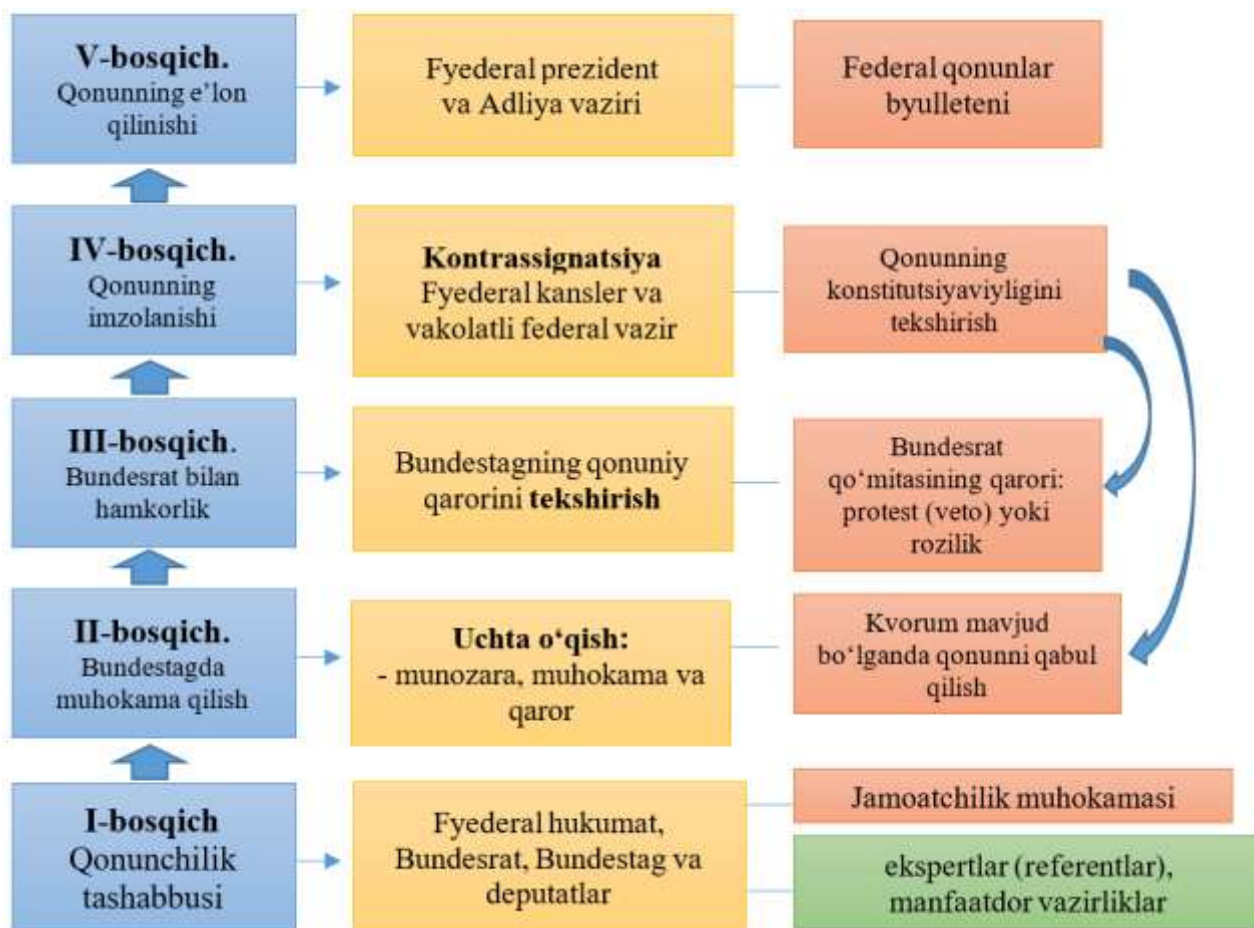 V-bosqich.
Qonunning e’lon
qilinishi
Fyederal prezident
va Adliya vaziri
Federal qonunlar
byulleteni
IV-bosqich.
Qonunning
imzolanishi
Kontrassignatsiya
Fyederal kansler va
vakolatli federal vazir
Qonunning
konstitutsiyaviyligini
tekshirish
III-bosqich.
Bundesrat bilan
hamkorlik
Bundestagning qonuniy
qarorini tekshirish
Bundesrat
qo‘mitasining qarori:
protest (veto) yoki
rozilik
II-bosqich.
Bundestagda
muhokama qilish
Uchta o‘qish:
- munozara, muhokama va
qaror
Kvorum mavjud
bo‘lganda qonunni qabul
qilish
I-bosqich
Qonunchilik
tashabbusi
Fyederal hukumat,
Bundesrat, Bundestag va
deputatlar
Jamoatchilik muhokamasi
ekspertlar (referentlar),
manfaatdor vazirliklar